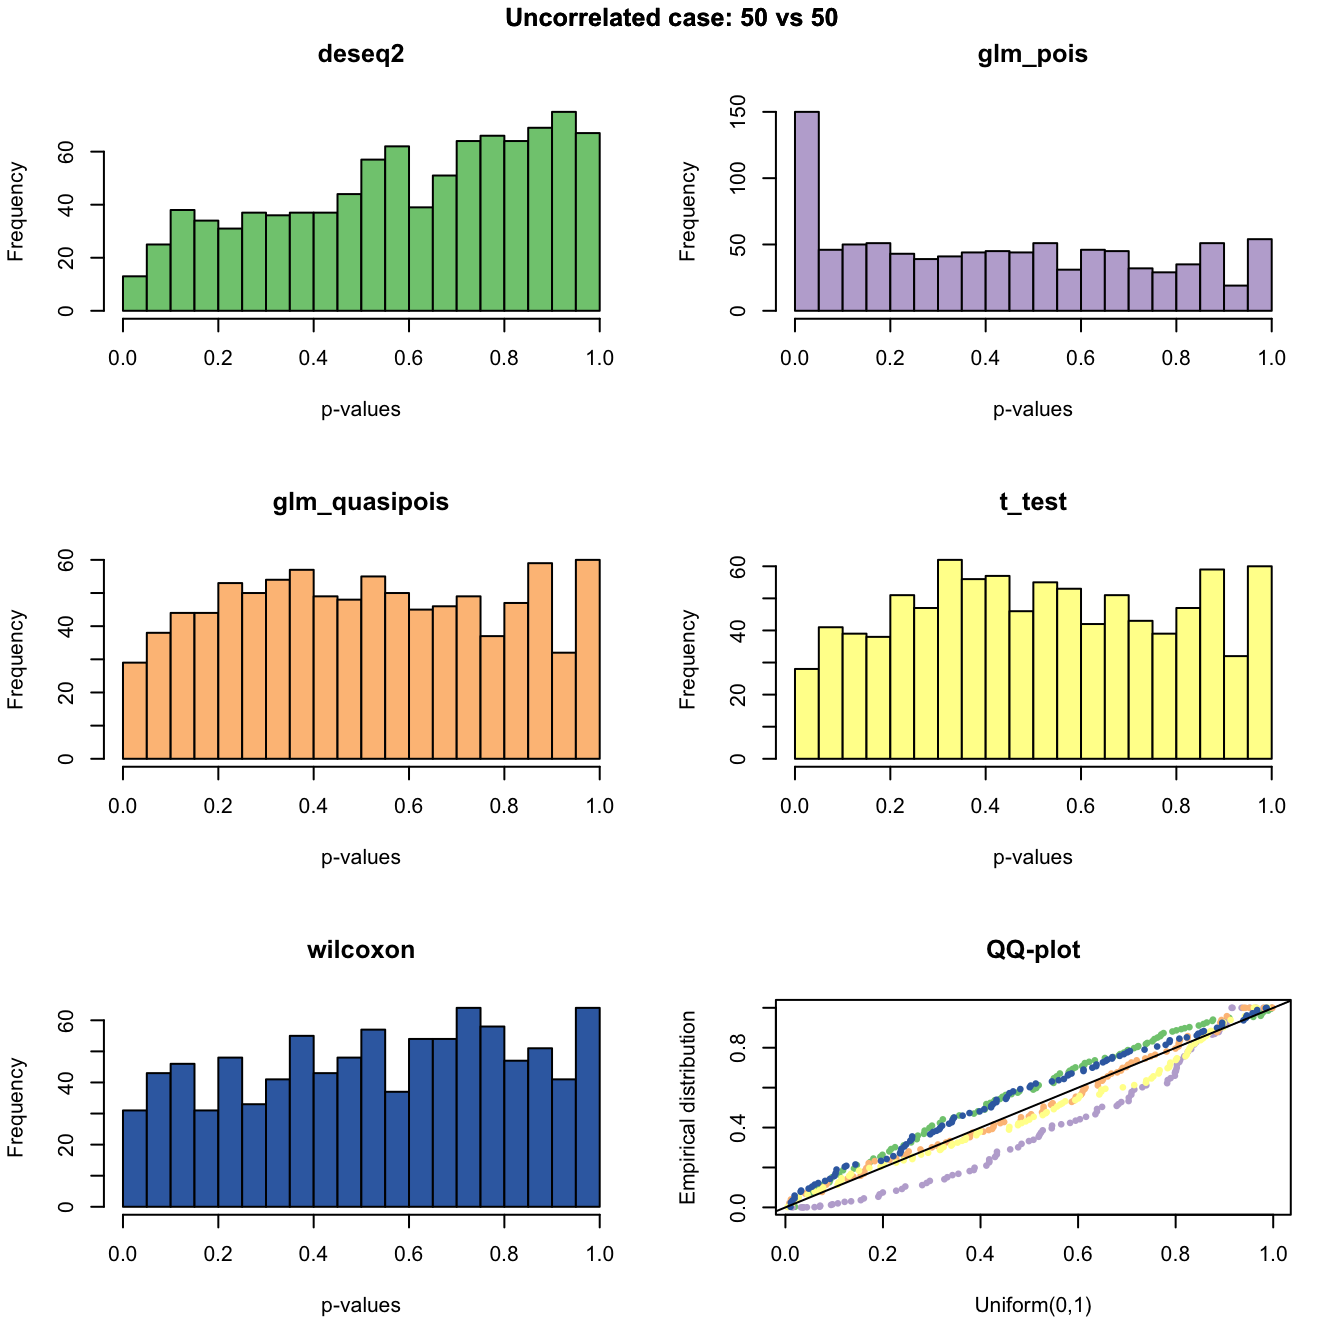 Uncorrelated case: 50 vs 50
deseq2
Frequency
0 20 40 60
0.0 0.2 0.4 0.6 0.8 1.0
p-values
glm_pois
Frequency
0 50 100 150
0.0 0.2 0.4 0.6 0.8 1.0
p-values
glm_quasipois
Frequency
0 20 40 60
0.0 0.2 0.4 0.6 0.8 1.0
p-values
t_test
Frequency
0 20 40 60
0.0 0.2 0.4 0.6 0.8 1.0
p-values
wilcoxon
Frequency
0 20 40 60
0.0 0.2 0.4 0.6 0.8 1.0
p-values
QQ-plot
Empirical distribution
0.0 0.4 0.8
0.0 0.2 0.4 0.6 0.8 1.0
Uniform(0,1)